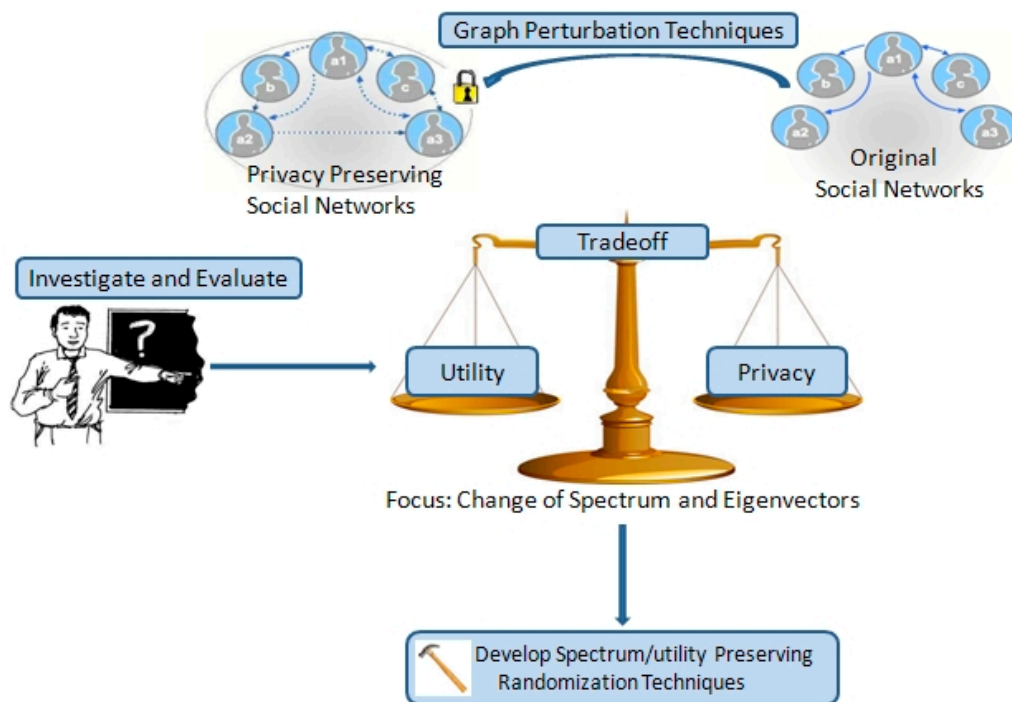 Graph Perturbation Techniques
a1
b
c
a2
a3
Privacy Preserving
Social Networks
a1
b
c
a2
a3
Original
Social Networks
Tradeoff
Investigate and Evaluate
?
Utility
Privacy
Focus: Change of Spectrum and Eigenvectors
Develop Spectrum/utility Preserving
Randomization Techniques